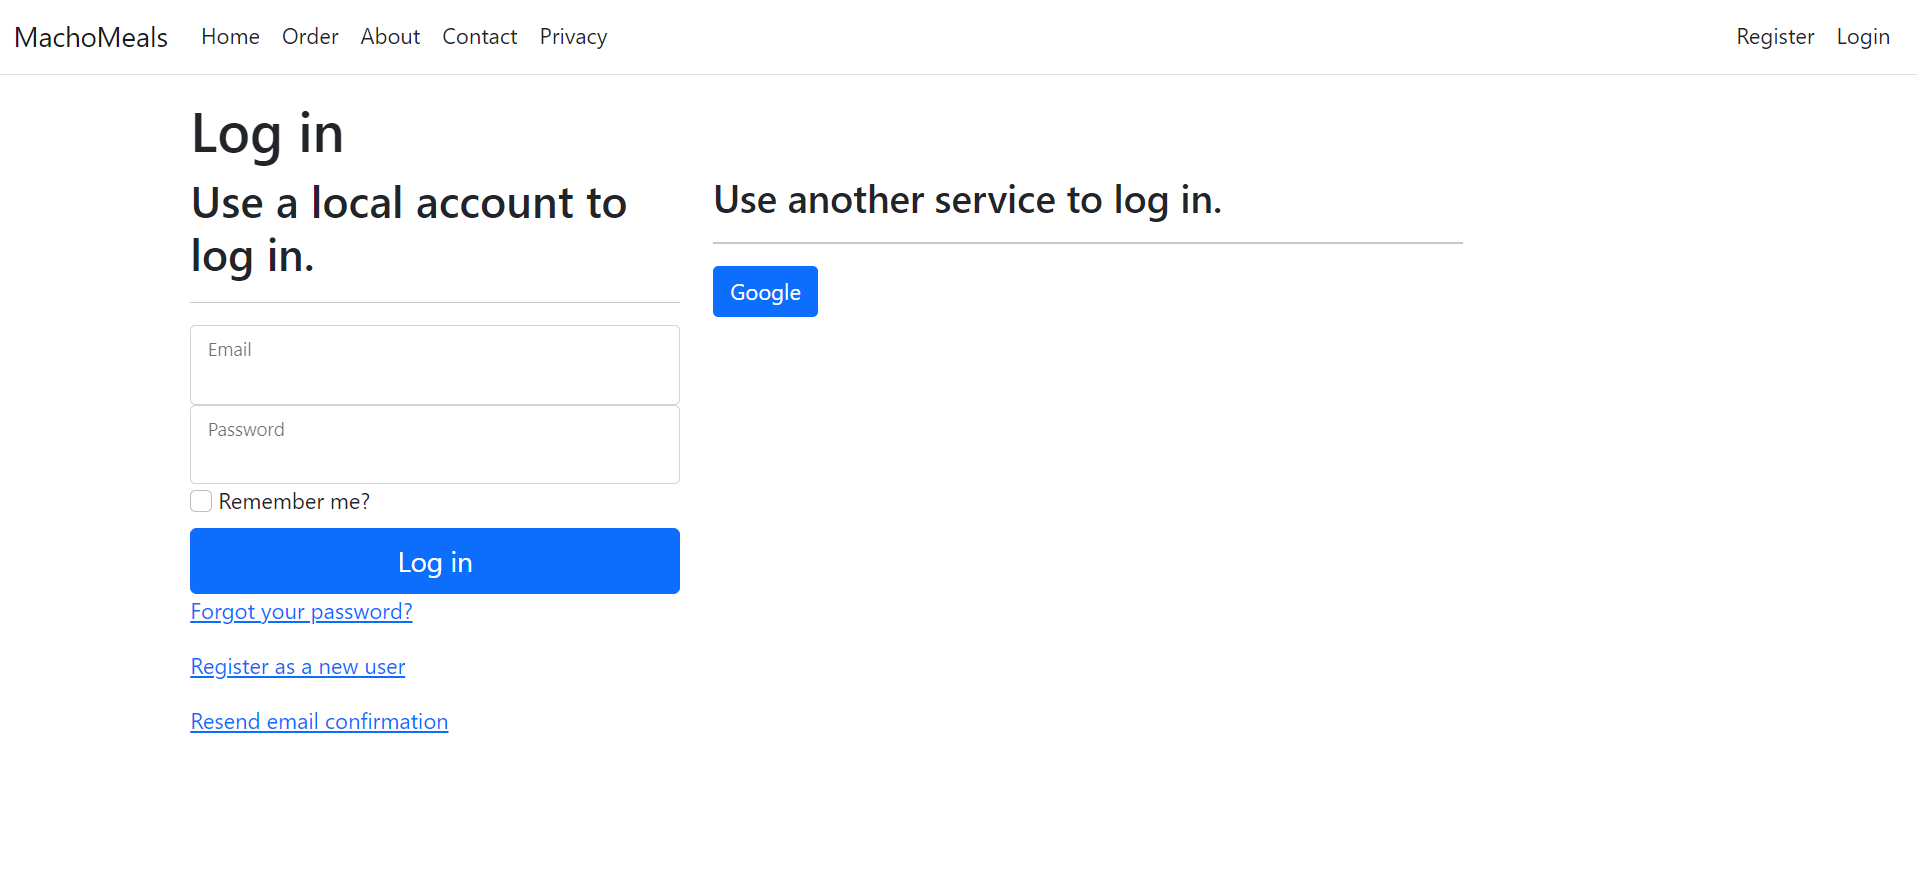 MachoMeals Home Order About Contact Privacy Register Login
Log in
Use a local account to
log in.
Email
Password
Remember me?
Log in
Forgot your password?
Register as a new user
Resend email confirmation
Use another service to log in.
Google